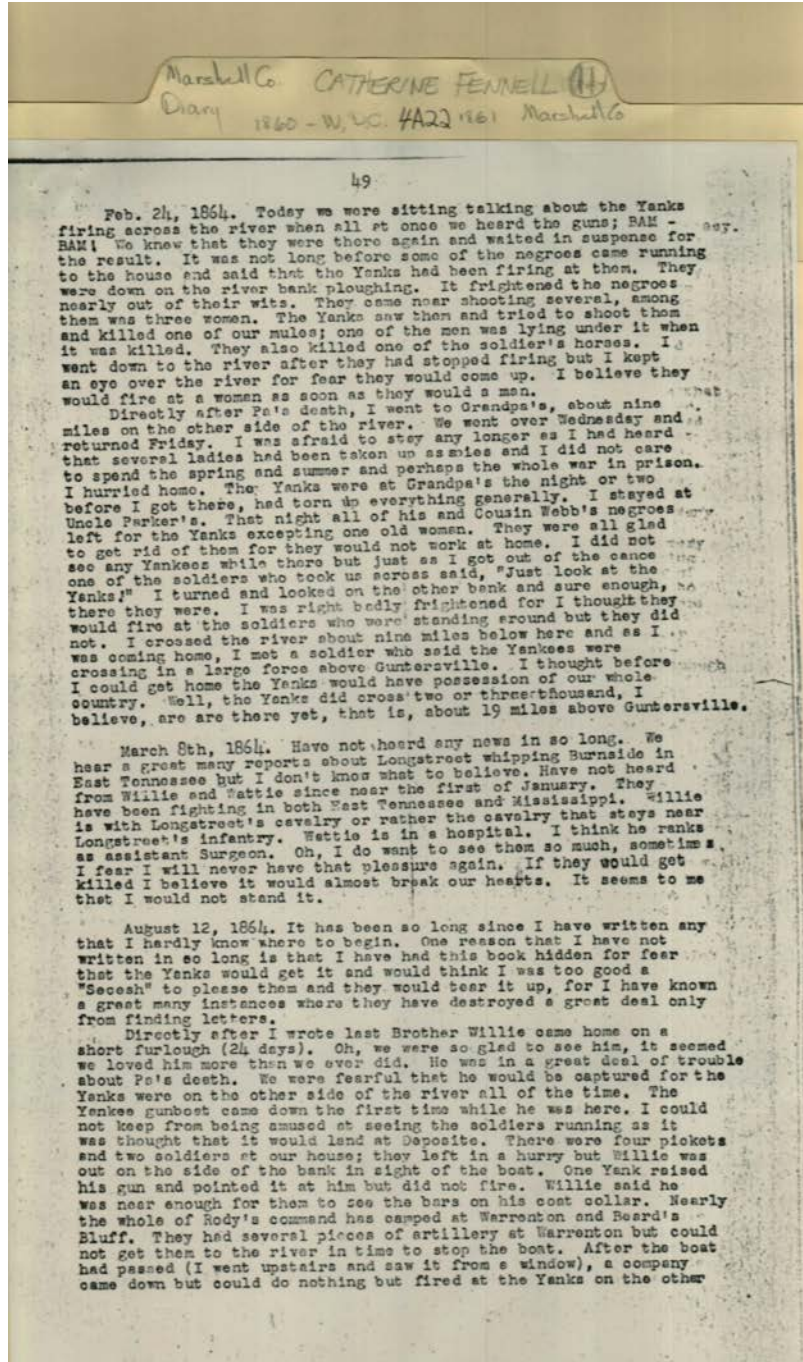 Marshall Co. CATHERINE FENNELL 11
Diary 1860 - W, U.C. 4A22 1861 Marshall Co
49
Feb. 24, 1864. Today we were sitting talking about the Yanks
firing across the river when all at once we heard the guns; BAM -
BAM! We knew that they were there again and waited in suspense for
the result. It was not long before some of the negroes came running
to the house and said that the Yanks had been firing at them. They
were down on the river bank ploughing. It frightened the negroes
nearly out of their wits. They came near shooting several, among
them was three women. The Yanks saw them and tried to shoot them
and killed one of our mules; one of the men was lying under it when
it was killed. They also killed one of the soldier's horses. I
went down to the river after they had stopped firing but I kept
an eye over the river for fear they would come up. I believe they
would fire at a woman as soon as they would a man.
Directly after Pa's death, I went to Grandpa's, about nine
miles on the other side of the river. We went over Wednesday and
returned Friday. I was afraid to stay any longer as I had heard
that several ladies had been taken up as spies and I did not care
to spend the spring and summer and perhaps the whole war in prison.
I hurried home. The Yanks were at Grandpa's the night or two
before I got there, had torn up everything generally. I stayed at
Uncle Parker's. That night all of his and Cousin Webb's negroes
left for the Yanks excepting one old woman. They were all glad
to get rid of them for they would not work at home. I did not
see any Yankees while there but just as I got out of the canoe
one of the soldiers who took us across said, "Just look at the
Yanks!" I turned and looked on the other bank and sure enough,
there they were. I was right badly frightened for I thought they
would fire at the soldiers who were standing around but they did
not. I crossed the river about nine miles below here and as I
was coming home, I met a soldier who said the Yankees were
crossing in a large force above Guntersville. I thought before
I could get home the Yanks would have possession of our whole
country. Well, the Yanks did cross two or three thousand, I
believe, are are there yet, that is, about 19 miles above Guntersville.
March 8th, 1864. Have not heard any news in so long. We
hear a great many reports about Longstreet whipping Burnside in
East Tennessee but I don't know what to believe. Have not heard
from Willie and Wattie since near the first of January. They
have been fighting in both East Tennessee and Mississippi. Willie
is with Longstreet's cavalry or rather the cavalry that stays near
Longstreet's infantry. Wattie is in a hospital. I think he ranks
as assistant Surgeon. Oh, I do want to see them so much, sometimes,
I fear I will never have that pleasure again. If they would get
killed I believe it would almost break our hearts. It seems to me
that I would not stand it.
August 12, 1864. It has been so long since I have written any
that I hardly know where to begin. One reason that I have not
written in so long is that I have had this book hidden for fear
that the Yanks would get it and would think I was too good a
"Secesh" to please them and they would tear it up, for I have known
a great many instances where they have destroyed a great deal only
from finding letters.
Directly after I wrote last Brother Willie came home on a
short furlough (24 days). Oh, we were so glad to see him, it seemed
we loved him more than we ever did. He was in a great deal of trouble
about Pa's death. We were fearful that he would be captured for the
Yanks were on the other side of the river all of the time. The
Yankee gunboat came down the first time while he was here. I could
not keep from being amused at seeing the soldiers running as it
was thought that it would land at Deposite. There were four pickets
and two soldiers at our house; they left in a hurry but Willie was
out on the side of the bank in sight of the boat. One Yank raised
his gun and pointed it at him but did not fire. Willie said he
was near enough for them to see the bars on his coat collar. Nearly
the whole of Rody's command has camped at Warrenton and Beard's
Bluff. They had several pieces of artillery at Warrenton but could
not get them to the river in time to stop the boat. After the boat
had passed (I went upstairs and saw it from a window), a company
came down but could do nothing but fired at the Yanks on the other